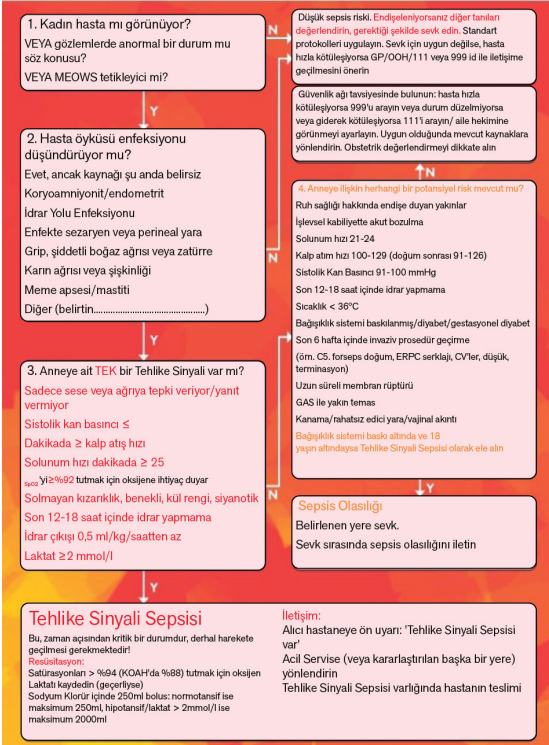 1. Kadın hasta mı görünüyor?
VEYA gözlemlerde anormal bir durum mu
söz konusu?
VEYA MEOWS tetikleyici mi?
N
Düşük sepsis riski. Endişeleniyorsanız diğer tanıları
değerlendirin, gerektiği şekilde sevk edin. Standart
protokolleri uygulayın. Sevk için uygun değilse, hasta
hızla kötüleşiyorsa GP/OOH/111 veya 999 id ile iletişime
geçilmesini önerin
Güvenlik ağı tavsiyesinde bulunun: hasta hızla
kötüleşiyorsa 999'u arayın veya durum düzelmiyorsa
veya giderek kötüleşiyorsa 111'i arayın/ aile hekimine
görünmeyi ayarlayın. Uygun olduğunda mevcut kaynaklara
yönlendirin. Obstetrik değerlendirmeyi dikkate alın
Y
2. Hasta öyküsü enfeksiyonu
düşündürüyor mu?
Evet, ancak kaynağı şu anda belirsiz
Koryoamniyonit/endometrit
İdrar Yolu Enfeksiyonu
Enfekte sezaryen veya perineal yara
Grip, şiddetli boğaz ağrısı veya zatürre
Karın ağrısı veya şişkinliği
Meme apsesi/mastiti
Diğer (belirtin............................................)
N
N
4. Anneye ilişkin herhangi bir potansiyel risk mevcut mu?
Ruh sağlığı hakkında endişe duyan yakınlar
İşlevsel kabiliyette akut bozulma
Solunum hızı 21-24
Kalp atım hızı 100-129 (doğum sonrası 91-126)
Sistolik Kan Basıncı 91-100 mmHg
Son 12-18 saat içinde idrar yapmama
Sıcaklık < 36°C
Bağışıklık sistemi baskılanmış/diyabet/gestasyonel diyabet
Son 6 hafta içinde invaziv prosedür geçirme
(örn. C5. forseps doğum, ERPC serklajı, CV'ler, düşük,
terminasyon)
Uzun süreli membran rüptürü
GAS ile yakın temas
Kanama/rahatsız edici yara/vajinal akıntı
Bağışıklık sistemi baskı altında ve 18
yaşın altındaysa Tehlike Sinyali Sepsisi olarak ele alın
Y
3. Anneye ait TEK bir Tehlike Sinyali var mı?
Sadece sese veya ağrıya tepki veriyor/yanıt
vermiyor
Sistolik kan basıncı ≤
Dakikada ≥ kalp atış hızı
Solunum hızı dakikada ≥ 25
SpO2'yi≥%92 tutmak için oksijene ihtiyaç duyar
Solmayan kızarıklık, benekli, kül rengi, siyanotik
Son 12-18 saat içinde idrar yapmama
İdrar çıkışı 0,5 ml/kg/saatten az
Laktat ≥2 mmol/l
N
Y
Sepsis Olasılığı
Belirlenen yere sevk.
Sevk sırasında sepsis olasılığını iletin
Y
Tehlike Sinyali Sepsisi
Bu, zaman açısından kritik bir durumdur, derhal harekete
geçilmesi gerekmektedir!
Resüsitasyon:
Satürasyonları > %94 (KOAH'da %88) tutmak için oksijen
Laktatı kaydedin (geçerliyse)
Sodyum Klorür içinde 250ml bolus: normotansif ise
maksimum 250ml, hipotansif/laktat > 2mmol/l ise
maksimum 2000ml
İletişim:
Alıcı hastaneye ön uyarı: 'Tehlike Sinyali Sepsisi
var'
Acil Servise (veya kararlaştırılan başka bir yere)
yönlendirin
Tehlike Sinyali Sepsisi varlığında hastanın teslimi